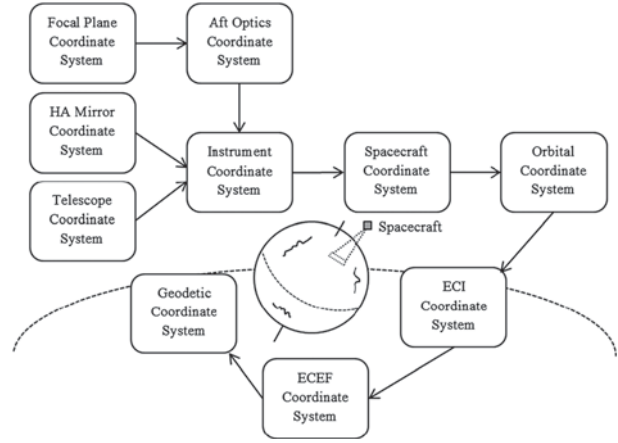 Focal Plane
Coordinate
System
Aft Optics
Coordinate
System
HA Mirror
Coordinate
System
Instrument
Coordinate
System
Spacecraft
Coordinate
System
Orbital
Coordinate
System
Telescope
Coordinate
System
Spacecraft
Geodetic
Coordinate
System
ECI
Coordinate
System
ECEF
Coordinate
System